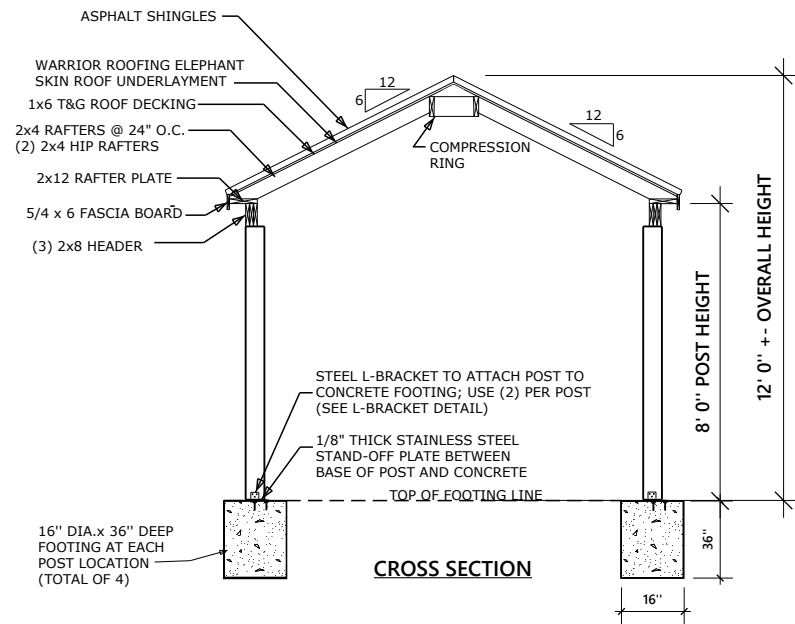 ASPHALT SHINGLES
WARRIOR ROOFING ELEPHANT
SKIN ROOF UNDERLAYMENT
1x6 T&G ROOF DECKING
2x4 RAFTERS @ 24" O.C.
(2) 2x4 HIP RAFTERS
2x12 RAFTER PLATE
5/4 x 6 FASCIA BOARD
(3) 2x8 HEADER
12
6
12
6
COMPRESSION
RING
STEEL L-BRACKET TO ATTACH POST TO
CONCRETE FOOTING; USE (2) PER POST
(SEE L-BRACKET DETAIL)
1/8" THICK STAINLESS STEEL
STAND-OFF PLATE BETWEEN
BASE OF POST AND CONCRETE
TOP OF FOOTING LINE
16" DIA.x 36" DEEP
FOOTING AT EACH
POST LOCATION
(TOTAL OF 4)
CROSS SECTION
8' 0" POST HEIGHT
12' 0" +- OVERALL HEIGHT
36"
16"